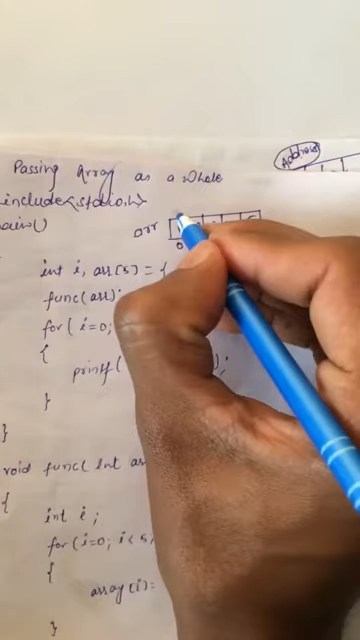 Address
Passing Array as a whole
include<stdio.h>
main()
arr
0
int i, arr[5] = {
func(arr);
for( i=0;
{
printf( );
}
}
void func( int
{
int i ;
for( i=0; i<5;
{
array[i]=
}